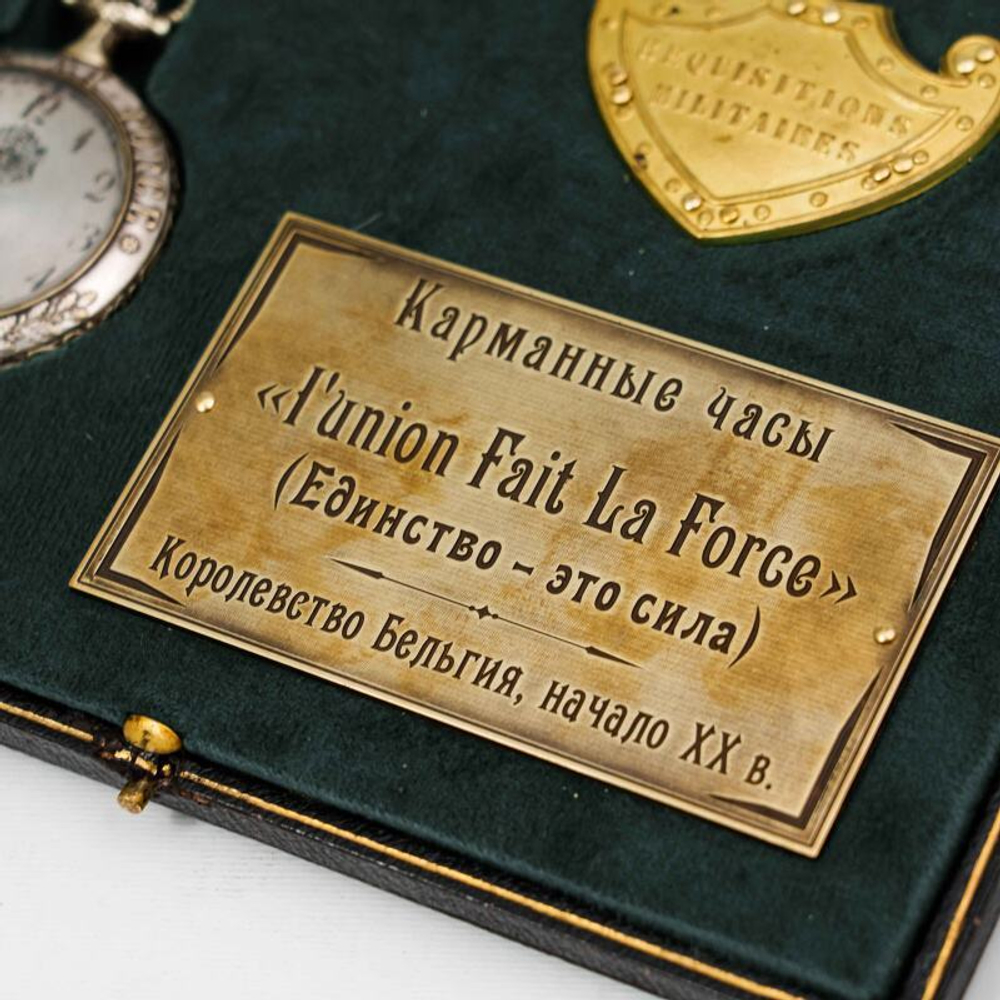 REQUISITIONS
MILITAIRES
Карманные часы
«l'union Fait La Force»
(Единство - это сила)
Королевство Бельгия, начало XX в.